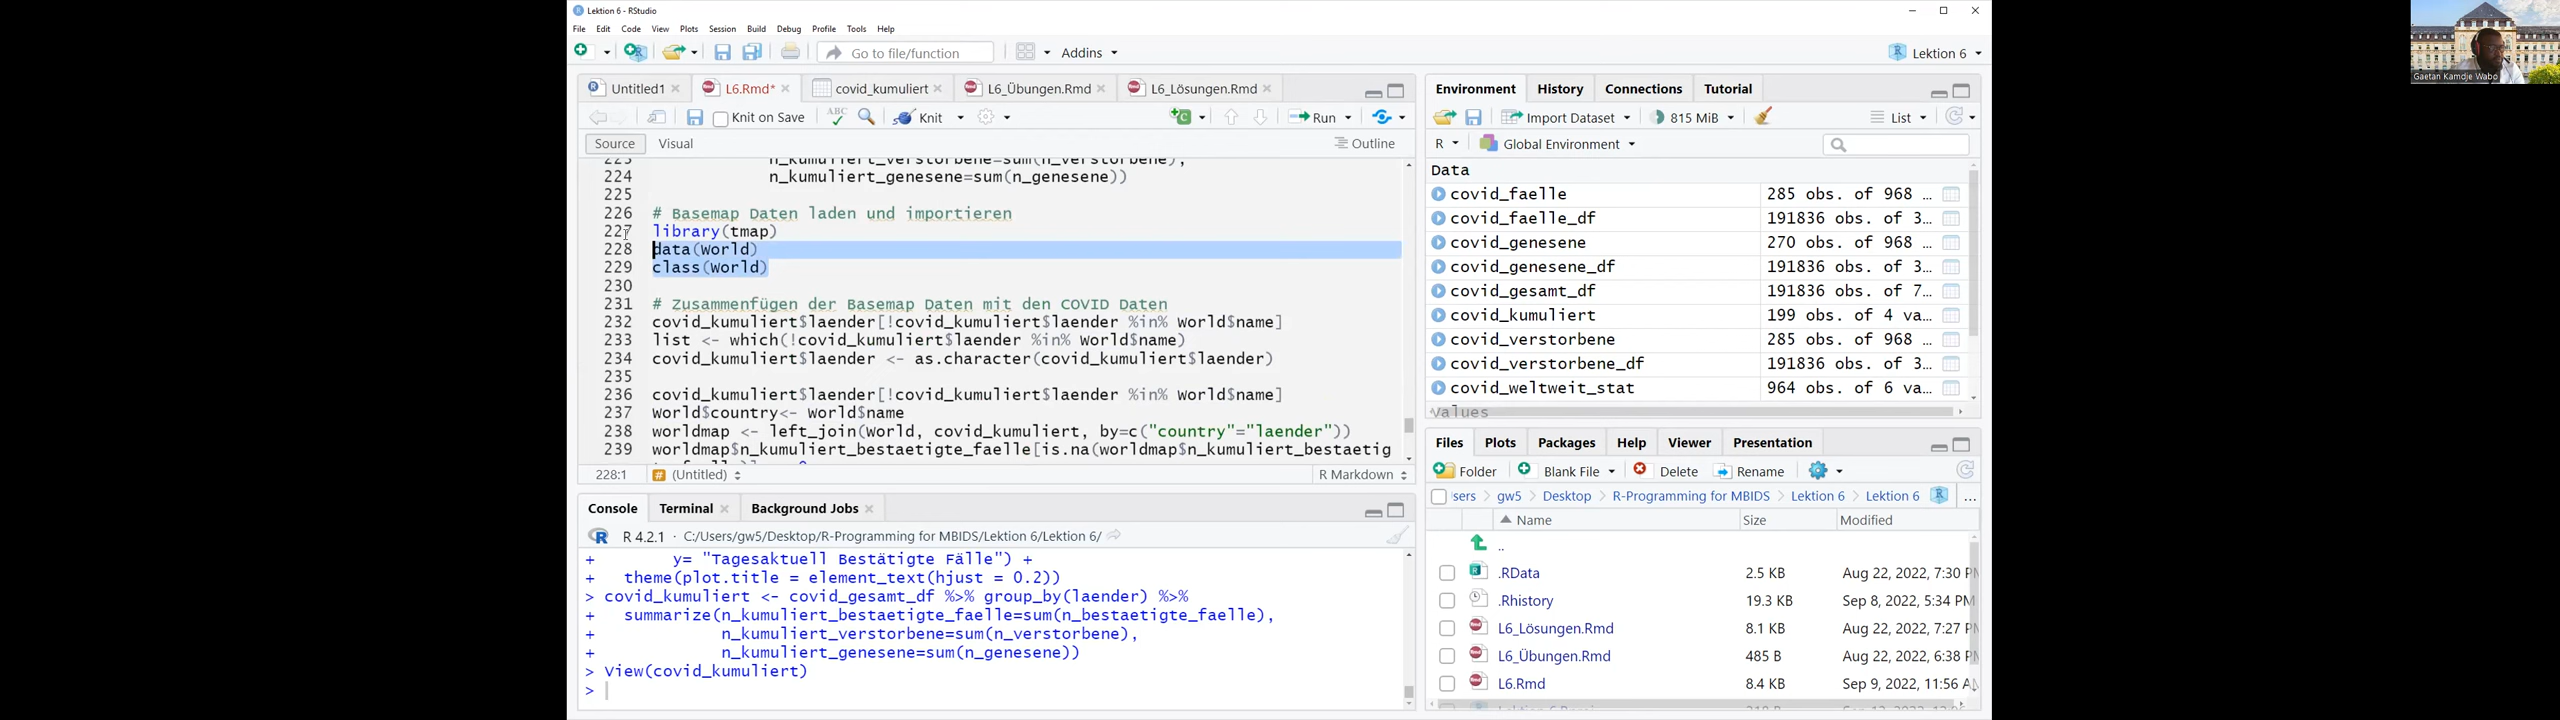 Lektion 6 - RStudio
File Edit Code View Plots Session Build Debug Profile Tools Help
Go to file/function Addins Lektion 6
Untitled1 L6.Rmd* covid_kumuliert L6_Übungen.Rmd L6_Lösungen.Rmd
Knit on Save ABC Knit Run
Source Visual Outline
223 n_kumuliert_verstorbene=sum(n_verstorbene),
224 n_kumuliert_genesene=sum(n_genesene))
225
226 # Basemap Daten laden und importieren
227 library(tmap)
228 data(World)
229 class(World)
230
231 # Zusammenfügen der Basemap Daten mit den COVID Daten
232 covid_kumuliert$laender[!covid_kumuliert$laender %in% World$name]
233 list <- which(!covid_kumuliert$laender %in% World$name)
234 covid_kumuliert$laender <- as.character(covid_kumuliert$laender)
235
236 covid_kumuliert$laender[!covid_kumuliert$laender %in% World$name]
237 World$country<- World$name
238 worldmap <- left_join(World, covid_kumuliert, by=c("country"="laender"))
239 worldmap$n_kumuliert_bestaetigte_faelle[is.na(worldmap$n_kumuliert_bestaetig
228:1 (Untitled) R Markdown
Console Terminal Background Jobs
R 4.2.1 · C:/Users/gw5/Desktop/R-Programming for MBIDS/Lektion 6/Lektion 6/
+ y= "Tagesaktuell Bestätigte Fälle") +
+ theme(plot.title = element_text(hjust = 0.2))
> covid_kumuliert <- covid_gesamt_df %>% group_by(laender) %>%
+ summarize(n_kumuliert_bestaetigte_faelle=sum(n_bestaetigte_faelle),
+ n_kumuliert_verstorbene=sum(n_verstorbene),
+ n_kumuliert_genesene=sum(n_genesene))
> View(covid_kumuliert)
>
Environment History Connections Tutorial
Import Dataset 815 MiB List
R Global Environment
Data
covid_faelle 285 obs. of 968 …
covid_faelle_df 191836 obs. of 3…
covid_genesene 270 obs. of 968 …
covid_genesene_df 191836 obs. of 3…
covid_gesamt_df 191836 obs. of 7…
covid_kumuliert 199 obs. of 4 va…
covid_verstorbene 285 obs. of 968 …
covid_verstorbene_df 191836 obs. of 3…
covid_weltweit_stat 964 obs. of 6 va…
Values
Files Plots Packages Help Viewer Presentation
Folder Blank File Delete Rename
sers gw5 Desktop R-Programming for MBIDS Lektion 6 Lektion 6 ...
Name Size Modified
..
.RData 2.5 KB Aug 22, 2022, 7:30 P
.Rhistory 19.3 KB Sep 8, 2022, 5:34 PM
L6_Lösungen.Rmd 8.1 KB Aug 22, 2022, 7:27 P
L6_Übungen.Rmd 485 B Aug 22, 2022, 6:38 P
L6.Rmd 8.4 KB Sep 9, 2022, 11:56 A
Gaetan Kamdje Wabo